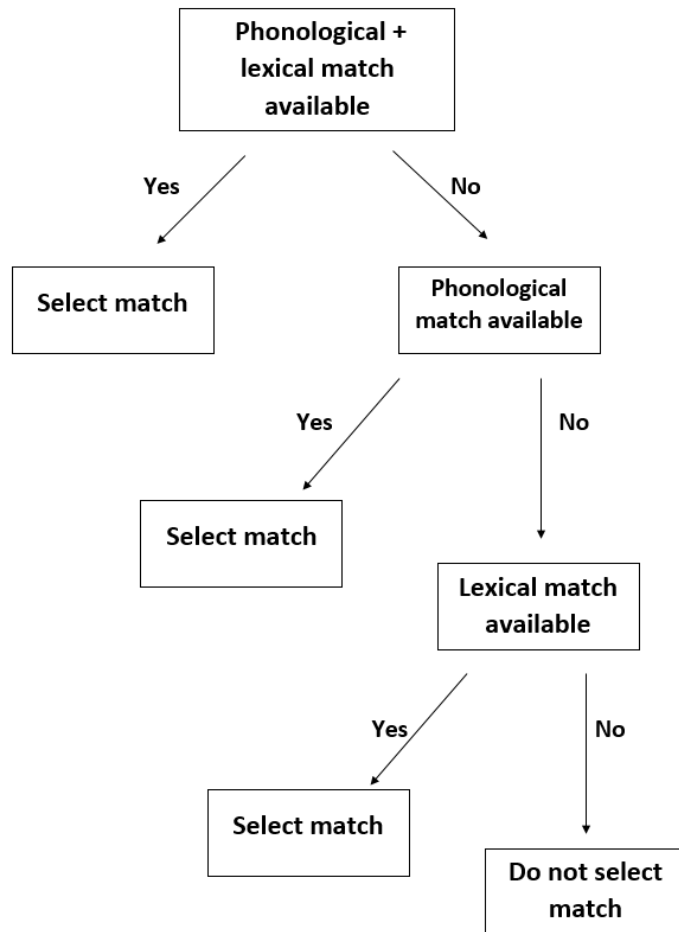 Phonological +
lexical match
available
Yes
No
Select match
Phonological
match available
Yes
No
Select match
Lexical match
available
Yes
No
Select match
Do not select
match